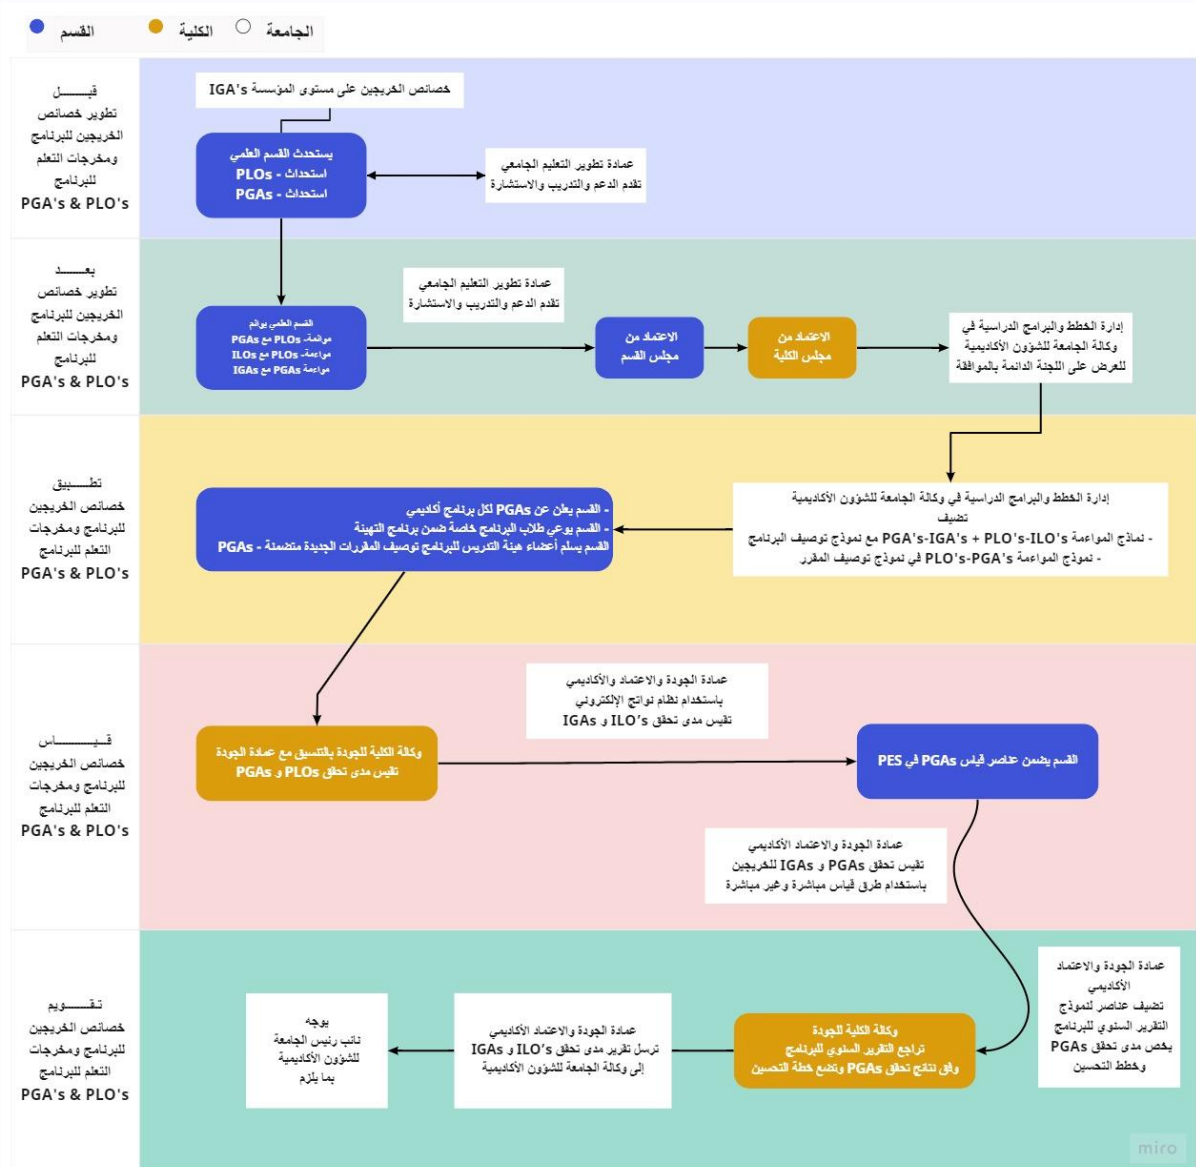 الجامعة
الكلية
القسم
قبـــــــل
تطوير خصائص
الخريجين للبرنامج
ومخرجات التعلم
للبرنامج
PGA's & PLO's
خصائص الخريجين على مستوى المؤسسة IGA's
يستحدث القسم العلمي
استحداث - PLOs
استحداث - PGAs
عمادة تطوير التعليم الجامعي
تقدم الدعم والتدريب والاستشارة
بعـــــــد
تطوير خصائص
الخريجين للبرنامج
ومخرجات التعلم
للبرنامج
PGA's & PLO's
القسم العلمي يوائم
موائمة- PLOs مع PGAs
مواءمة- PLOs مع ILOs
مواءمة PGAs مع IGAs
عمادة تطوير التعليم الجامعي
تقدم الدعم والتدريب والاستشارة
الاعتماد من
مجلس القسم
الاعتماد من
مجلس الكلية
إدارة الخطط والبرامج الدراسية في
وكالة الجامعة للشؤون الأكاديمية
للعرض على اللجنة الدائمة بالموافقة
تطـــــبيق
خصائص الخريجين
للبرنامج ومخرجات
التعلم للبرنامج
PGA's & PLO's
إدارة الخطط والبرامج الدراسية في وكالة الجامعة للشؤون الأكاديمية
تضيف
- نماذج المواءمة PGA's-IGA's + PLO's-ILO's مع نموذج توصيف البرنامج
- نموذج المواءمة PLO's-PGA's في نموذج توصيف المقرر
- القسم يعلن عن PGAs لكل برنامج أكاديمي
- القسم يوعي طلاب البرنامج خاصة ضمن برنامج التهيئة
القسم يسلم أعضاء هيئة التدريس للبرنامج توصيف المقررات الجديدة متضمنة - PGAs
قـــيــــــــاس
خصائص الخريجين
للبرنامج ومخرجات
التعلم للبرنامج
PGA's & PLO's
عمادة الجودة والاعتماد والأكاديمي
باستخدام نظام نواتج الإلكتروني
تقيس مدى تحقق ILO's و IGAs
وكالة الكلية للجودة بالتنسيق مع عمادة الجودة
تقيس مدى تحقق PLOs و PGAs
القسم يضمن عناصر قياس PGAs في PES
عمادة الجودة والاعتماد الأكاديمي
تقيس تحقق PGAs و IGAs للخريجين
باستخدام طرق قياس مباشرة وغير مباشرة
تـقـــــــويم
خصائص الخريجين
للبرنامج ومخرجات
التعلم للبرنامج
PGA's & PLO's
عمادة الجودة والاعتماد
الأكاديمي
تضيف عناصر لنموذج
التقرير السنوي للبرنامج
يخص مدى تحقق PGAs
وخطط التحسين
وكالة الكلية للجودة
تراجع التقرير السنوي للبرنامج
وفق نتائج تحقق PGAs وتضع خطة التحسين
عمادة الجودة والاعتماد الأكاديمي
ترسل تقرير مدى تحقق ILO's و IGAs
إلى وكالة الجامعة للشؤون الأكاديمية
يوجه
نائب رئيس الجامعة
للشؤون الأكاديمية
بما يلزم
miro